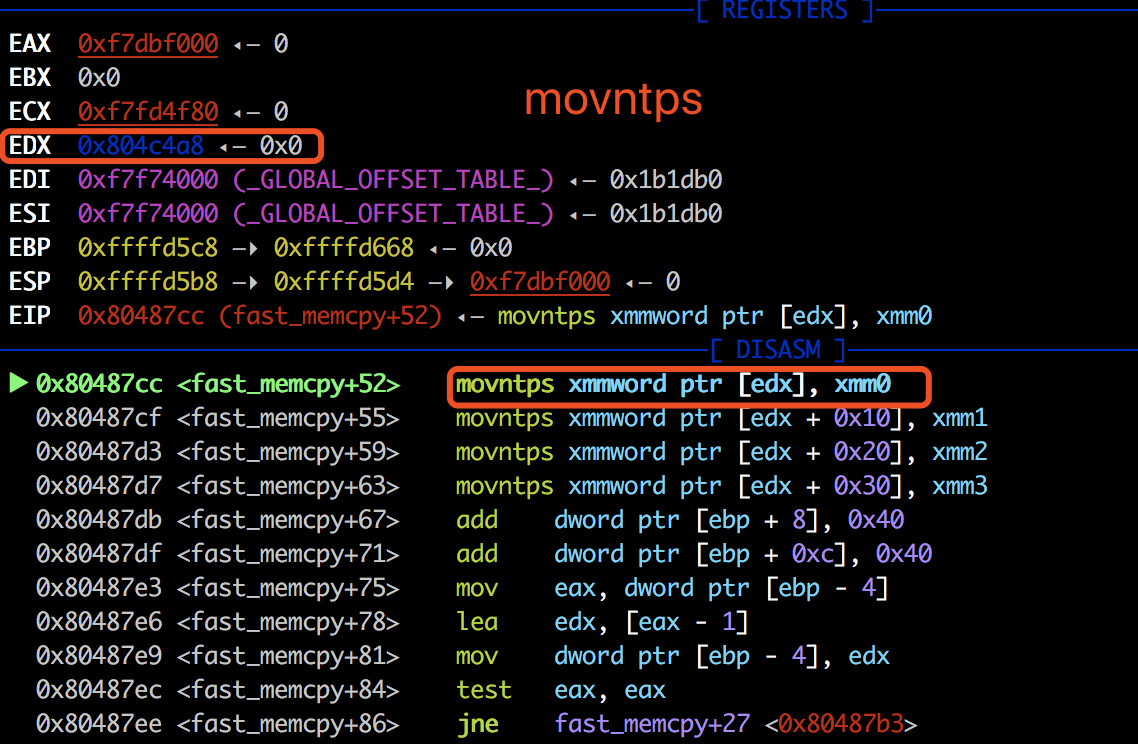 [ REGISTERS ]
EAX 0xf7dbf000 ◂— 0
EBX 0x0
ECX 0xf7fd4f80 ◂— 0
movntps
EDX 0x804c4a8 ◂— 0x0
EDI 0xf7f74000 (_GLOBAL_OFFSET_TABLE_) ◂— 0x1b1db0
ESI 0xf7f74000 (_GLOBAL_OFFSET_TABLE_) ◂— 0x1b1db0
EBP 0xffffd5c8 —▸ 0xffffd668 ◂— 0x0
ESP 0xffffd5b8 —▸ 0xffffd5d4 —▸ 0xf7dbf000 ◂— 0
EIP 0x80487cc (fast_memcpy+52) ◂— movntps xmmword ptr [edx], xmm0
[ DISASM ]
► 0x80487cc <fast_memcpy+52> movntps xmmword ptr [edx], xmm0
0x80487cf <fast_memcpy+55> movntps xmmword ptr [edx + 0x10], xmm1
0x80487d3 <fast_memcpy+59> movntps xmmword ptr [edx + 0x20], xmm2
0x80487d7 <fast_memcpy+63> movntps xmmword ptr [edx + 0x30], xmm3
0x80487db <fast_memcpy+67> add dword ptr [ebp + 8], 0x40
0x80487df <fast_memcpy+71> add dword ptr [ebp + 0xc], 0x40
0x80487e3 <fast_memcpy+75> mov eax, dword ptr [ebp - 4]
0x80487e6 <fast_memcpy+78> lea edx, [eax - 1]
0x80487e9 <fast_memcpy+81> mov dword ptr [ebp - 4], edx
0x80487ec <fast_memcpy+84> test eax, eax
0x80487ee <fast_memcpy+86> jne fast_memcpy+27 <0x80487b3>